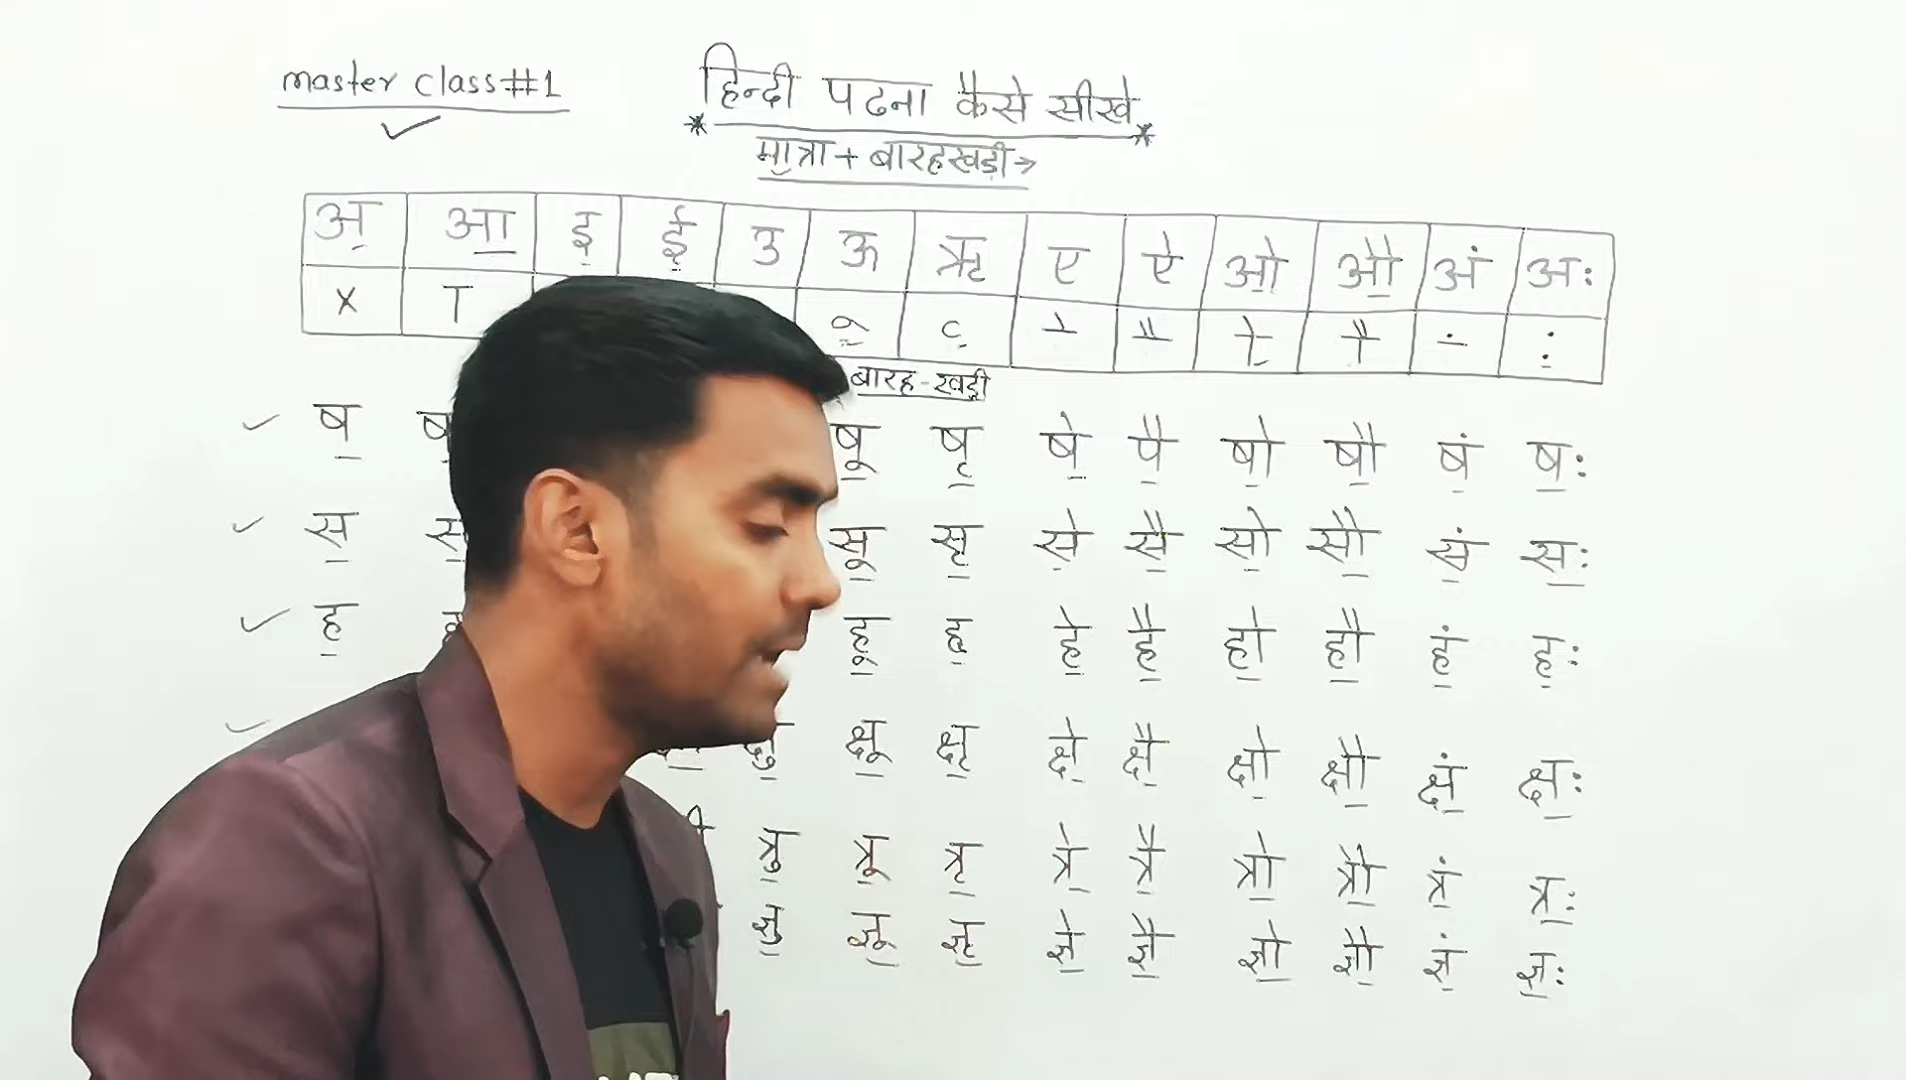 master class#1
हिन्दी पढना कैसे सीखे
मात्रा + बारहखड़ी→
अ आ इ ई उ ऊ ऋ ए ऐ ओ औ अं अः
x ा ू ृ े ै ो ौ ं ः
बारह-खड़ी
ष षू षृ षे षै षो षौ षं षः
स सू सृ से सै सो सौ सं सः
ह हू हृ हे है हो हौ हं हः
क्षु क्षू क्षृ क्षे क्षै क्षो क्षौ क्षं क्षः
त्रु त्रू त्रृ त्रे त्रै त्रो त्रौ त्रं त्रः
ज्ञु ज्ञू ज्ञृ ज्ञे ज्ञै ज्ञो ज्ञौ ज्ञं ज्ञः